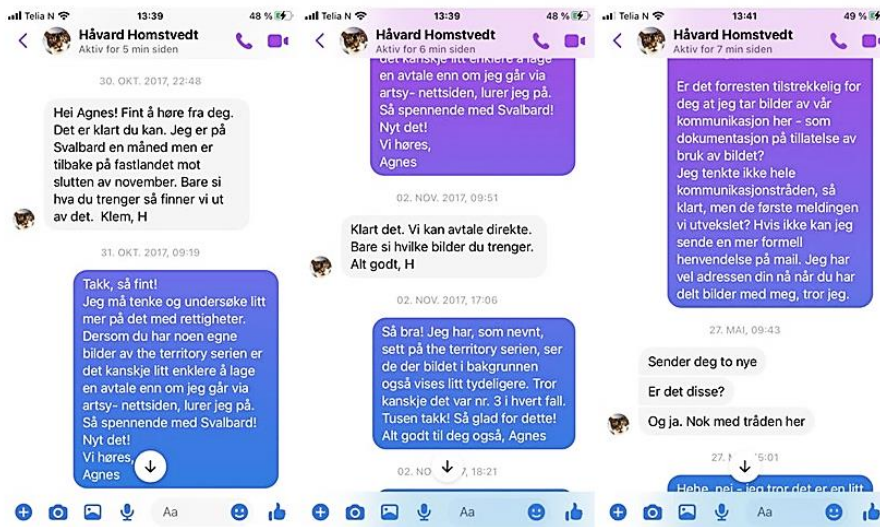 Telia N
13:39
48 %
Håvard Homstvedt
Aktiv for 5 min siden
30. OKT. 2017, 22:48
Hei Agnes! Fint å høre fra deg.
Det er klart du kan. Jeg er på
Svalbard en måned men er
tilbake på fastlandet mot
slutten av november. Bare si
hva du trenger så finner vi ut
av det.  Klem, H
31. OKT. 2017, 09:19
Takk, så fint!
Jeg må tenke og undersøke litt
mer på det med rettigheter.
Dersom du har noen egne
bilder av the territory serien er
det kanskje litt enklere å lage
en avtale enn om jeg går via
artsy- nettsiden, lurer jeg på.
Så spennende med Svalbard!
Nyt det!
Vi høres,
Agnes
Aa
Telia N
13:39
48 %
Håvard Homstvedt
Aktiv for 6 min siden
det kanskje litt enklere å lage
en avtale enn om jeg går via
artsy- nettsiden, lurer jeg på.
Så spennende med Svalbard!
Nyt det!
Vi høres,
Agnes
02. NOV. 2017, 09:51
Klart det. Vi kan avtale direkte.
Bare si hvilke bilder du trenger.
Alt godt, H
02. NOV. 2017, 17:06
Så bra! Jeg har, som nevnt,
sett på the territory serien, ser
de der bildet i bakgrunnen
også vises litt tydeligere. Tror
kanskje det var nr. 3 i hvert fall.
Tusen takk! Så glad for dette!
Alt godt til deg også, Agnes
02. NO 7, 18:21
Aa
Telia N
13:41
49 %
Håvard Homstvedt
Aktiv for 7 min siden
Er det forresten tilstrekkelig for
deg at jeg tar bilder av vår
kommunikasjon her - som
dokumentasjon på tillatelse av
bruk av bildet?
Jeg tenkte ikke hele
kommunikasjonstråden, så
klart, men de første meldingen
vi utvekslet? Hvis ikke kan jeg
sende en mer formell
henvendelse på mail. Jeg har
vel adressen din nå når du har
delt bilder med meg, tror jeg.
27. MAI, 09:43
Sender deg to nye
Er det disse?
Og ja. Nok med tråden her
27. 5:01
Hehe, nei - jeg tror det er en litt
Aa